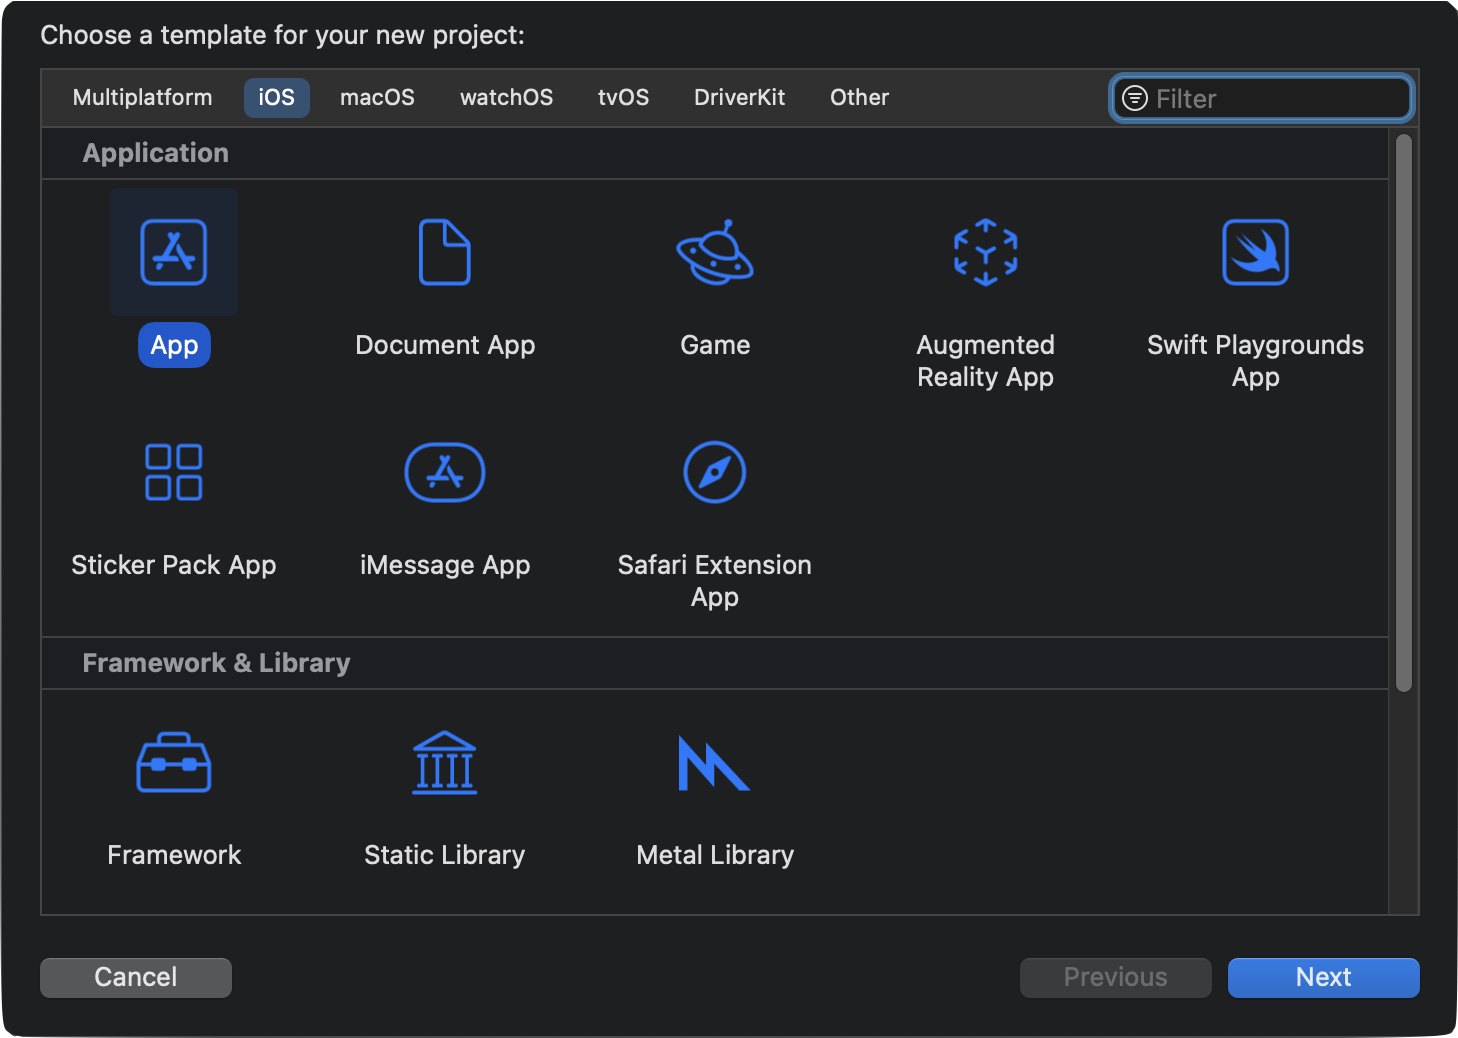 Choose a template for your new project:
Multiplatform iOS macOS watchOS tvOS DriverKit Other Filter
Application
App Document App Game Augmented Swift Playgrounds
Reality App App
Sticker Pack App iMessage App Safari Extension
App
Framework & Library
Framework Static Library Metal Library
Cancel Previous Next